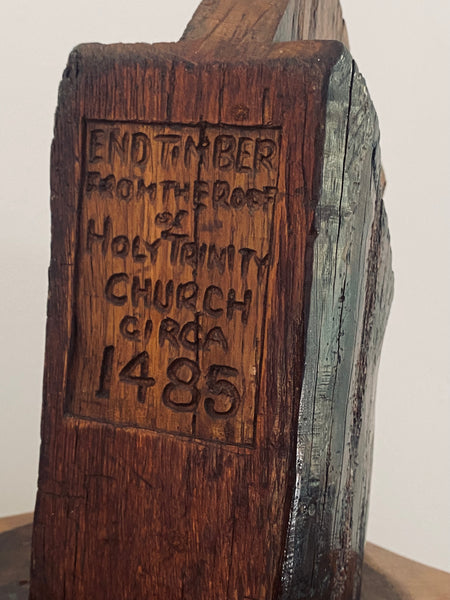 END TIMBER
FROM THE ROOF
OF
HOLY TRINITY
CHURCH
CIRCA
1485